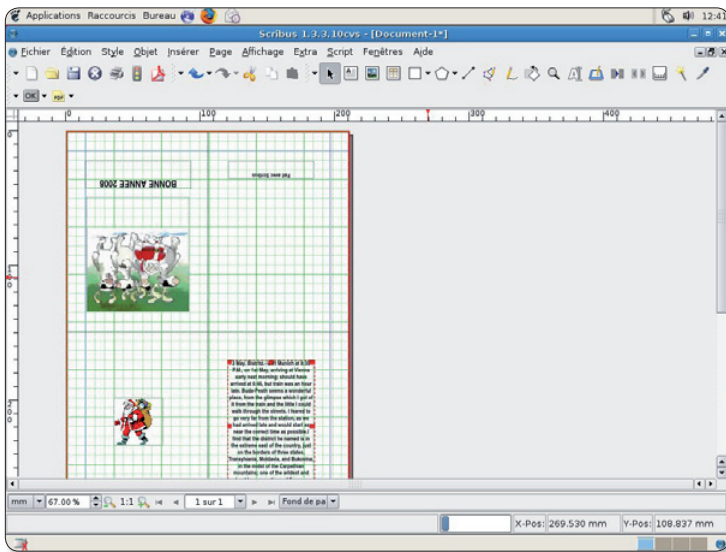 Applications Raccourcis Bureau 12:41
Scribus 1.3.3.10cvs - [Document-1*]
Fichier Édition Style Objet Insérer Page Affichage Extra Script Fenêtres Aide
OK PDF
0 100 200 300 400
BONNE ANNEE 2008
Fait avec Scribus
3 May. Bistritz.--Left Munich at 8:35
P.M., on 1st May, arriving at Vienna
early next morning; should have
arrived at 6:46, but train was an hour
late. Buda-Pesth seems a wonderful
place, from the glimpse which I got of
it from the train and the little I could
walk through the streets. I feared to
go very far from the station, as we
had arrived late and would start as
near the correct time as possible.I
find that the district he named is in
the extreme east of the country, just
on the borders of three states,
Transylvania, Moldavia, and Bukovina,
in the midst of the Carpathian
mountains; one of the wildest and
mm 67.00 % 1:1 1 sur 1 Fond de pa
X-Pos: 269.530 mm Y-Pos: 108.837 mm